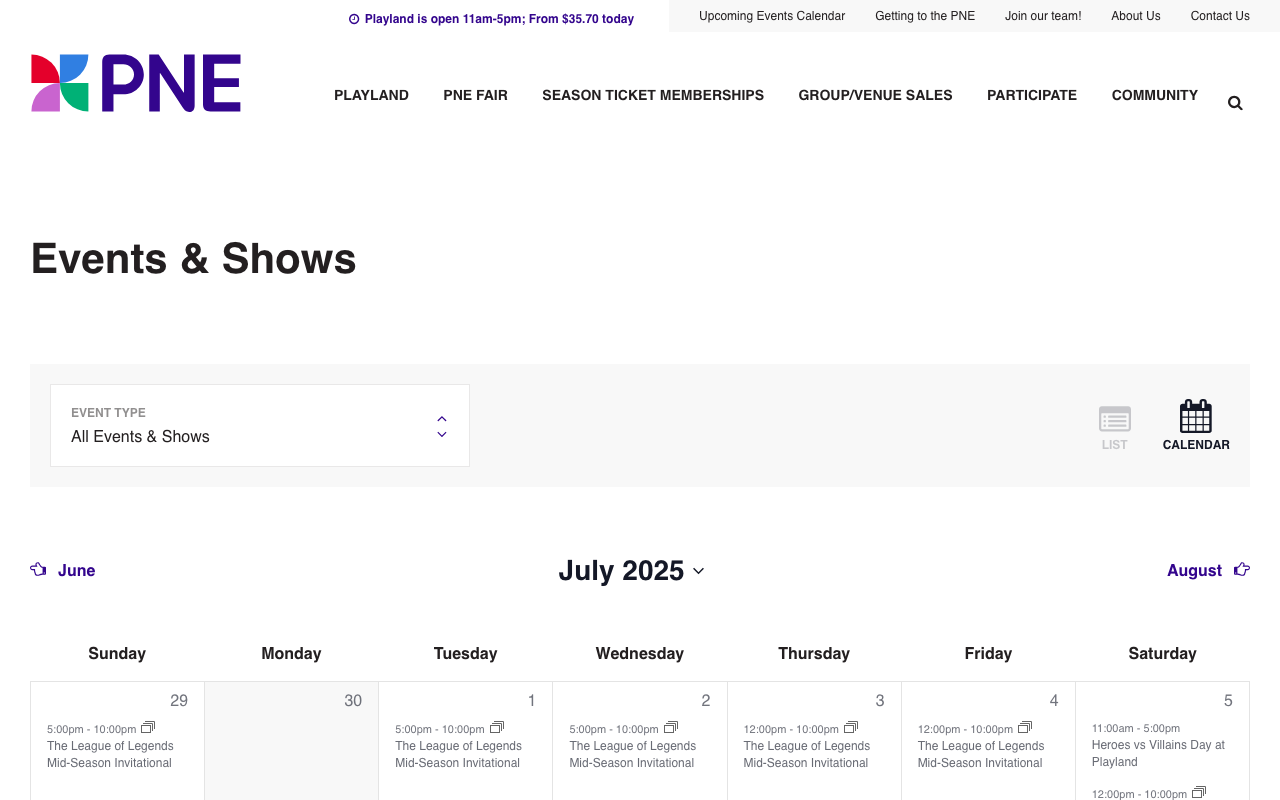 Playland is open 11am-5pm; From $35.70 today
Upcoming Events Calendar
Getting to the PNE
Join our team!
About Us
Contact Us
PNE
PLAYLAND
PNE FAIR
SEASON TICKET MEMBERSHIPS
GROUP/VENUE SALES
PARTICIPATE
COMMUNITY
Events & Shows
EVENT TYPE
All Events & Shows
LIST
CALENDAR
June
July 2025
August
Sunday
Monday
Tuesday
Wednesday
Thursday
Friday
Saturday
29
5:00pm - 10:00pm
The League of Legends
Mid-Season Invitational
30
1
5:00pm - 10:00pm
The League of Legends
Mid-Season Invitational
2
5:00pm - 10:00pm
The League of Legends
Mid-Season Invitational
3
12:00pm - 10:00pm
The League of Legends
Mid-Season Invitational
4
12:00pm - 10:00pm
The League of Legends
Mid-Season Invitational
5
11:00am - 5:00pm
Heroes vs Villains Day at
Playland
12:00pm - 10:00pm